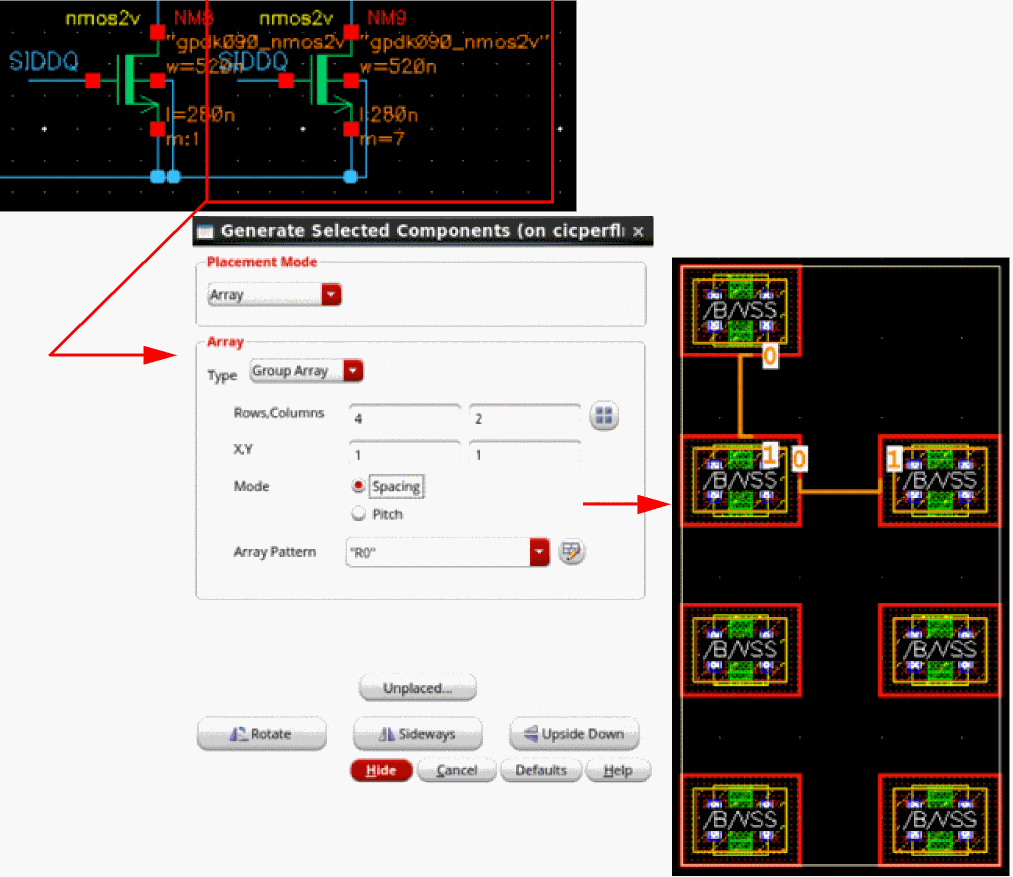 nmos2v NM8 nmos2v NM9
"gpdk090_nmos2v "gpdk090_nmos2v"
SIDDQ w=520n SIDDQ w=520n
l=280n l:280n
m:1 m=7
Generate Selected Components (on cicperfl
Placement Mode
Array
Array
Type Group Array
Rows,Columns 4 2
X,Y 1 1
Mode Spacing
Pitch
Array Pattern "R0"
Unplaced...
Rotate Sideways Upside Down
Hide Cancel Defaults Help
/B/VSS
0
1 0 1
/B/VSS /B/VSS
/B/VSS /B/VSS
/B/VSS /B/VSS